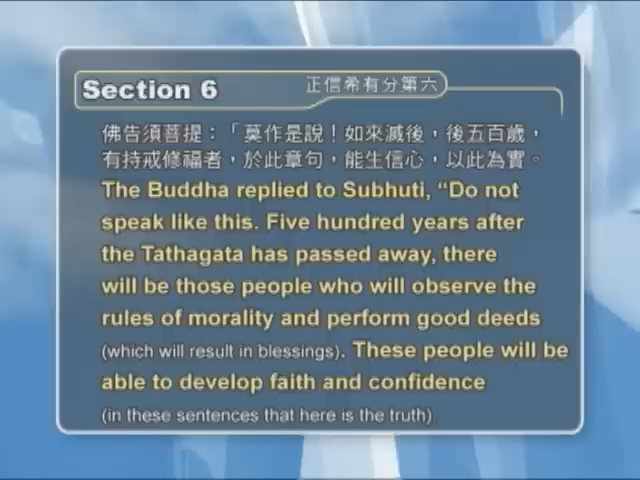 Section 6
正信希有分第六
佛告須菩提：「莫作是說！如來滅後，後五百歲，
有持戒修福者，於此章句，能生信心，以此為實。
The Buddha replied to Subhuti, “Do not
speak like this. Five hundred years after
the Tathagata has passed away, there
will be those people who will observe the
rules of morality and perform good deeds
(which will result in blessings). These people will be
able to develop faith and confidence
(in these sentences that here is the truth)